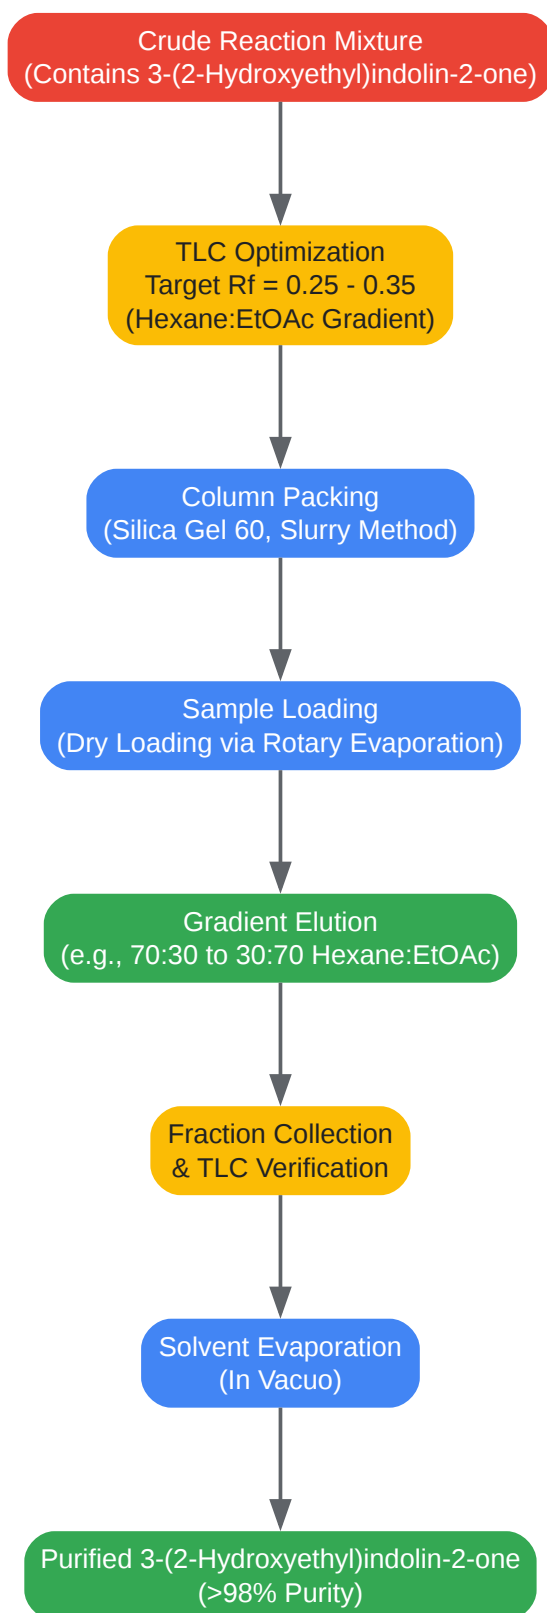 Crude Reaction Mixture
(Contains 3-(2-Hydroxyethyl)indolin-2-one)
TLC Optimization
Target Rf = 0.25 - 0.35
(Hexane:EtOAc Gradient)
Column Packing
(Silica Gel 60, Slurry Method)
Sample Loading
(Dry Loading via Rotary Evaporation)
Gradient Elution
(e.g., 70:30 to 30:70 Hexane:EtOAc)
Fraction Collection
& TLC Verification
Solvent Evaporation
(In Vacuo)
Purified 3-(2-Hydroxyethyl)indolin-2-one
(>98% Purity)